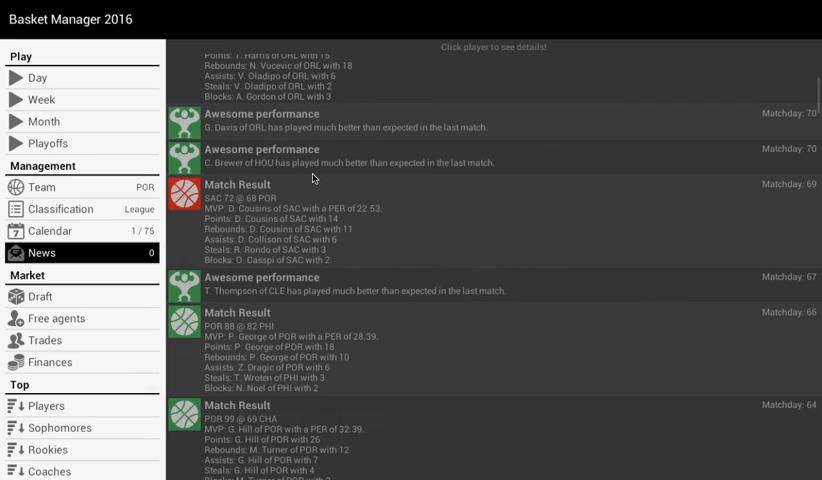 Basket Manager 2016
Play
Day
Week
Month
Playoffs
Management
Team POR
Classification League
7 Calendar 1 / 75
News 0
Market
Draft
Free agents
Trades
Finances
Top
Players
Sophomores
Rookies
Coaches
Click player to see details!
Points: T. Harris of ORL with 15
Rebounds: N. Vucevic of ORL with 18
Assists: V. Oladipo of ORL with 6
Steals: V. Oladipo of ORL with 2
Blocks: A. Gordon of ORL with 3
Awesome performance Matchday: 70
G. Davis of ORL has played much better than expected in the last match.
Awesome performance Matchday: 70
C. Brewer of HOU has played much better than expected in the last match.
Match Result Matchday: 69
SAC 72 @ 68 POR
MVP: D. Cousins of SAC with a PER of 22.53.
Points: D. Cousins of SAC with 14
Rebounds: D. Cousins of SAC with 11
Assists: D. Collison of SAC with 6
Steals: R. Rondo of SAC with 3
Blocks: O. Casspi of SAC with 2
Awesome performance Matchday: 67
T. Thompson of CLE has played much better than expected in the last match.
Match Result Matchday: 66
POR 88 @ 82 PHI
MVP: P. George of POR with a PER of 28.39.
Points: P. George of POR with 18
Rebounds: P. George of POR with 10
Assists: Z. Dragic of POR with 6
Steals: T. Wroten of PHI with 3
Blocks: N. Noel of PHI with 2
Match Result Matchday: 64
POR 99 @ 69 CHA
MVP: G. Hill of POR with a PER of 32.39.
Points: G. Hill of POR with 26
Rebounds: M. Turner of POR with 12
Assists: G. Hill of POR with 7
Steals: G. Hill of POR with 4